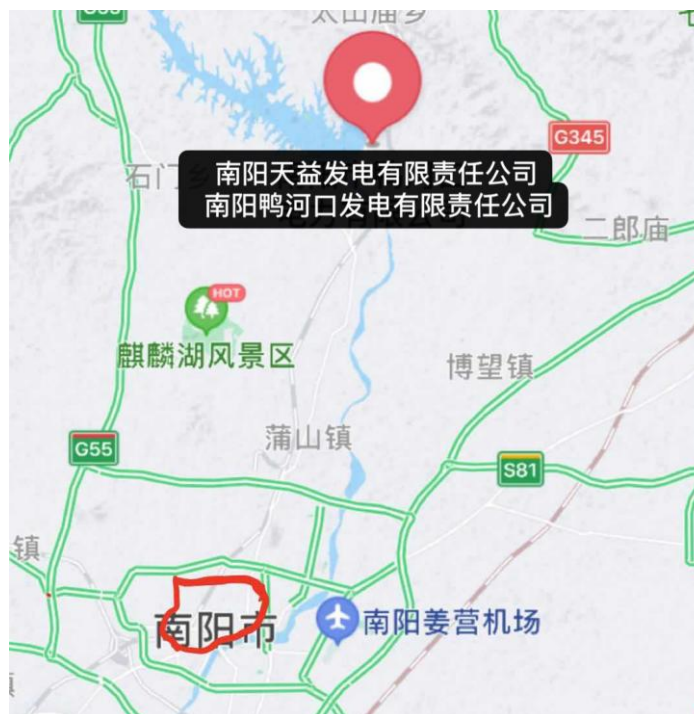 太山庙乡
G345
南阳天益发电有限责任公司
南阳鸭河口发电有限责任公司
石门乡
二郎庙
HOT
麒麟湖风景区
博望镇
G55
蒲山镇
S81
镇
南阳市
南阳姜营机场
镇